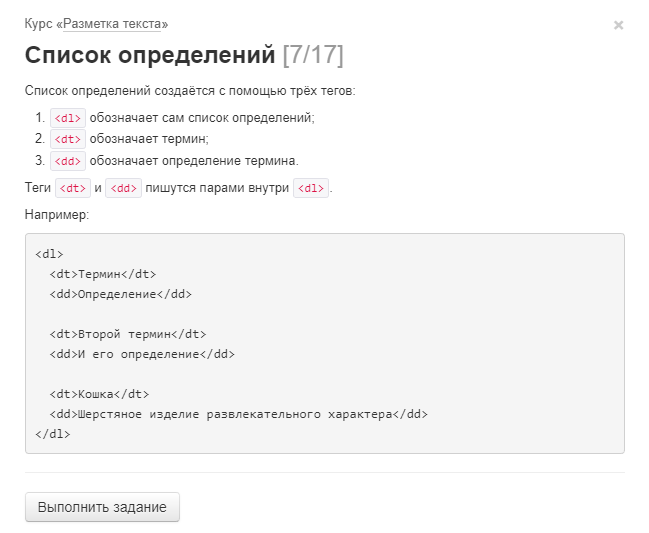 Курс «Разметка текста»
×
Список определений [7/17]
Список определений создаётся с помощью трёх тегов:
1. <dl> обозначает сам список определений;
2. <dt> обозначает термин;
3. <dd> обозначает определение термина.
Теги <dt> и <dd> пишутся парами внутри <dl>.
Например:
<dl>
  <dt>Термин</dt>
  <dd>Определение</dd>
  <dt>Второй термин</dt>
  <dd>И его определение</dd>
  <dt>Кошка</dt>
  <dd>Шерстяное изделие развлекательного характера</dd>
</dl>
Выполнить задание